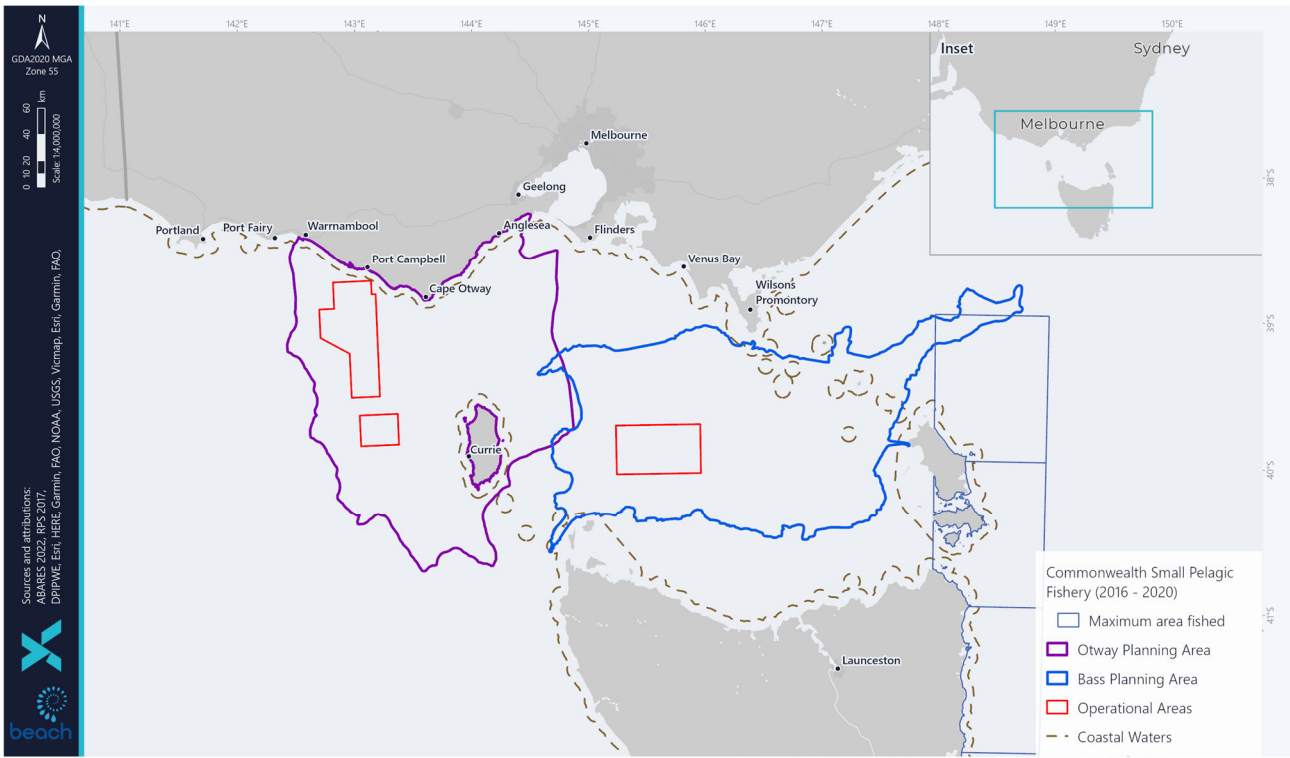 N
GDA2020 MGA
Zone 55
0 10 20 40 60 km
Scale: 1:4,000,000
Sources and attributions:
ABARES 2022, RPS 2017,
DPIPWE, Esri, HERE, Garmin, FAO, NOAA, USGS, Vicmap, Esri, Garmin, FAO,
beach
141°E 142°E 143°E 144°E 145°E 146°E 147°E 148°E 149°E 150°E
Inset
Sydney
Melbourne
38°S
39°S
40°S
41°S
Melbourne
Geelong
Portland
Port Fairy
Warrnambool
Anglesea
Flinders
Port Campbell
Venus Bay
Cape Otway
Wilsons
Promontory
Currie
Launceston
Commonwealth Small Pelagic
Fishery (2016 - 2020)
Maximum area fished
Otway Planning Area
Bass Planning Area
Operational Areas
Coastal Waters